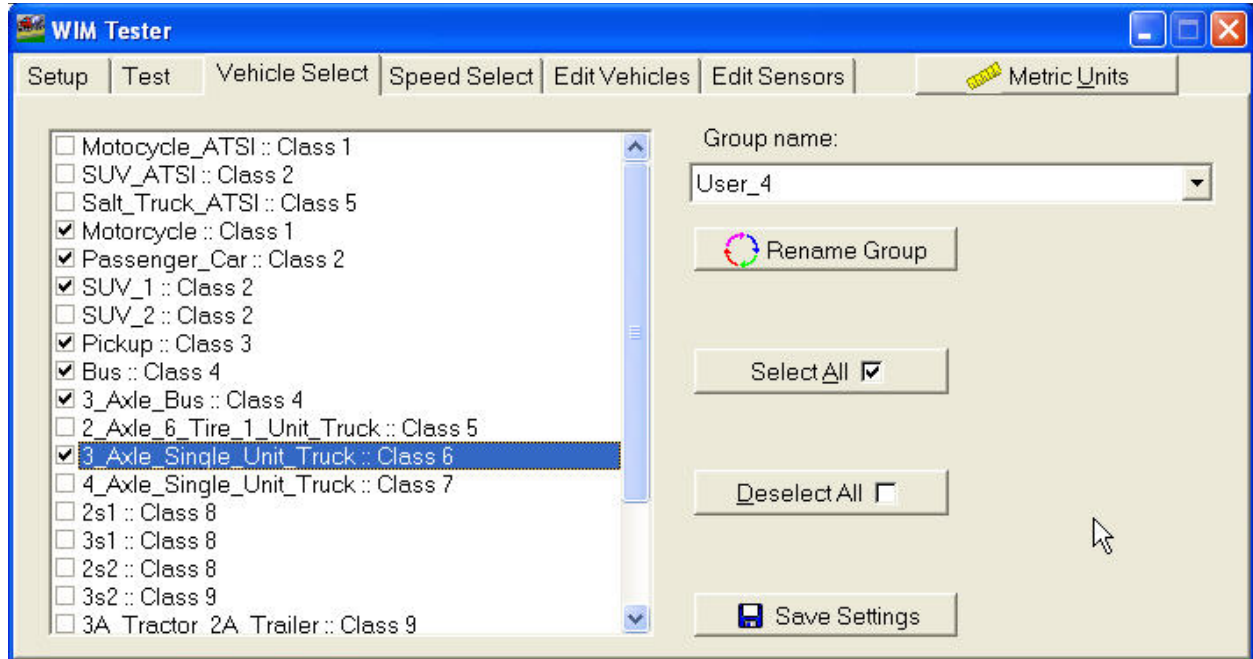 WIM Tester
Setup Test Vehicle Select Speed Select Edit Vehicles Edit Sensors Metric Units
Motocycle_ATSI :: Class 1
SUV_ATSI :: Class 2
Salt_Truck_ATSI :: Class 5
Motorcycle :: Class 1
Passenger_Car :: Class 2
SUV_1 :: Class 2
SUV_2 :: Class 2
Pickup :: Class 3
Bus :: Class 4
3_Axle_Bus :: Class 4
2_Axle_6_Tire_1_Unit_Truck :: Class 5
3_Axle_Single_Unit_Truck :: Class 6
4_Axle_Single_Unit_Truck :: Class 7
2s1 :: Class 8
3s1 :: Class 8
2s2 :: Class 8
3s2 :: Class 9
3A_Tractor_2A_Trailer :: Class 9
Group name:
User_4
Rename Group
Select All
Deselect All
Save Settings